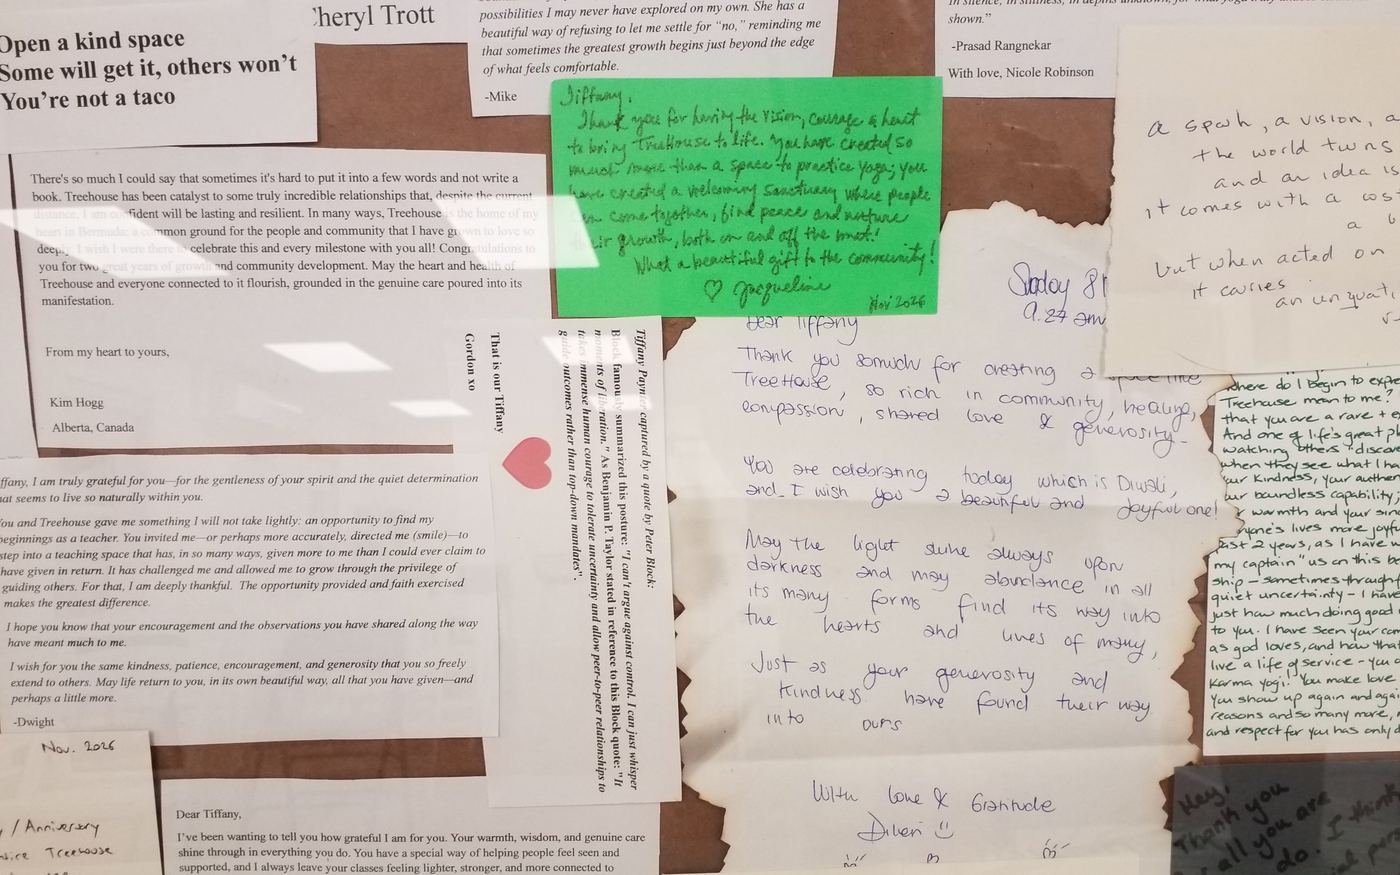 Cheryl Trott
Open a kind space
Some will get it, others won't
You're not a taco
possibilities I may never have explored on my own. She has a
beautiful way of refusing to let me settle for “no,” reminding me
that sometimes the greatest growth begins just beyond the edge
of what feels comfortable.
-Mike
shown.”
-Prasad Rangnekar
With love, Nicole Robinson
Tiffany,
Thank you for having the vision, courage & heart
to bring TreeHouse to life. You have created so
much more than a space to practice yoga; you
have created a welcoming sanctuary where people
can come together, find peace and nurture
their growth, both on and off the mat!
What a beautiful gift to the community!
♡ Jacqueline
Nov 2026
a spark, a vision, a
the world turns
and an idea is
it comes with a cos
a
but when acted on
it carries
an unquat
There's so much I could say that sometimes it's hard to put it into a few words and not write a
book. Treehouse has been catalyst to some truly incredible relationships that, despite the current
distance, I am confident will be lasting and resilient. In many ways, Treehouse is the home of my
heart in Bermuda; a common ground for the people and community that I have grown to love so
deeply. I wish I were there to celebrate this and every milestone with you all! Congratulations to
you for two great years of growth and community development. May the heart and health of
Treehouse and everyone connected to it flourish, grounded in the genuine care poured into its
manifestation.
From my heart to yours,
Kim Hogg
Alberta, Canada
Tiffany Paynter captured by a quote by Peter Block:
Block famously summarized this posture: "I can't argue against control. I can just whisper
moments of liberation." As Benjamin P. Taylor stated in reference to this Block quote: "It
takes immense human courage to tolerate uncertainty and allow peer-to-peer relationships to
guide outcomes rather than top-down mandates".
That is our Tiffany
Gordon xo
Sunday 8
9.27 am
Dear Tiffany
Thank you somuch for creating a space like
TreeHouse, so rich in community, healing,
compassion, shared love & generosity-
You are celebrating today which is Diwali,
and I wish you a beautiful and joyful one!
May the light shine always upon
darkness and may abundance in all
its many forms find its way into
the hearts and lives of many,
Just as your generosity and
kindness have found their way
into ours
With love & Gratitude
where do I begin to expre
Treehouse mean to me?
that you are a rare + e
And one of life's great pl
watching others "discov
when they see what I ha
your kindness, your authen
our boundless capability;
r warmth and your sinc
nyone's lives more joyfu
past 2 years, as I have w
my captain" us on this be
ship - sometimes through
quiet uncertainty - I have
just how much doing good
to you. I have seen your com
as god loves, and how that
live a life of service - you
Karma yogi! You make love
You show up again and agai
reasons and so many more,
and respect for you has only d
ffany, I am truly grateful for you—for the gentleness of your spirit and the quiet determination
at seems to live so naturally within you.
You and Treehouse gave me something I will not take lightly: an opportunity to find my
beginnings as a teacher. You invited me—or perhaps more accurately, directed me (smile)—to
step into a teaching space that has, in so many ways, given more to me than I could ever claim to
have given in return. It has challenged me and allowed me to grow through the privilege of
guiding others. For that, I am deeply thankful. The opportunity provided and faith exercised
makes the greatest difference.
I hope you know that your encouragement and the observations you have shared along the way
have meant much to me.
I wish for you the same kindness, patience, encouragement, and generosity that you so freely
extend to others. May life return to you, in its own beautiful way, all that you have given—and
perhaps a little more.
-Dwight
Nov. 2026
/ Anniversary
Treehouse
Dear Tiffany,
I've been wanting to tell you how grateful I am for you. Your warmth, wisdom, and genuine care
shine through in everything you do. You have a special way of helping people feel seen and
supported, and I always leave your classes feeling lighter, stronger, and more connected to
Hey,
Thank you
all you are
do. I think